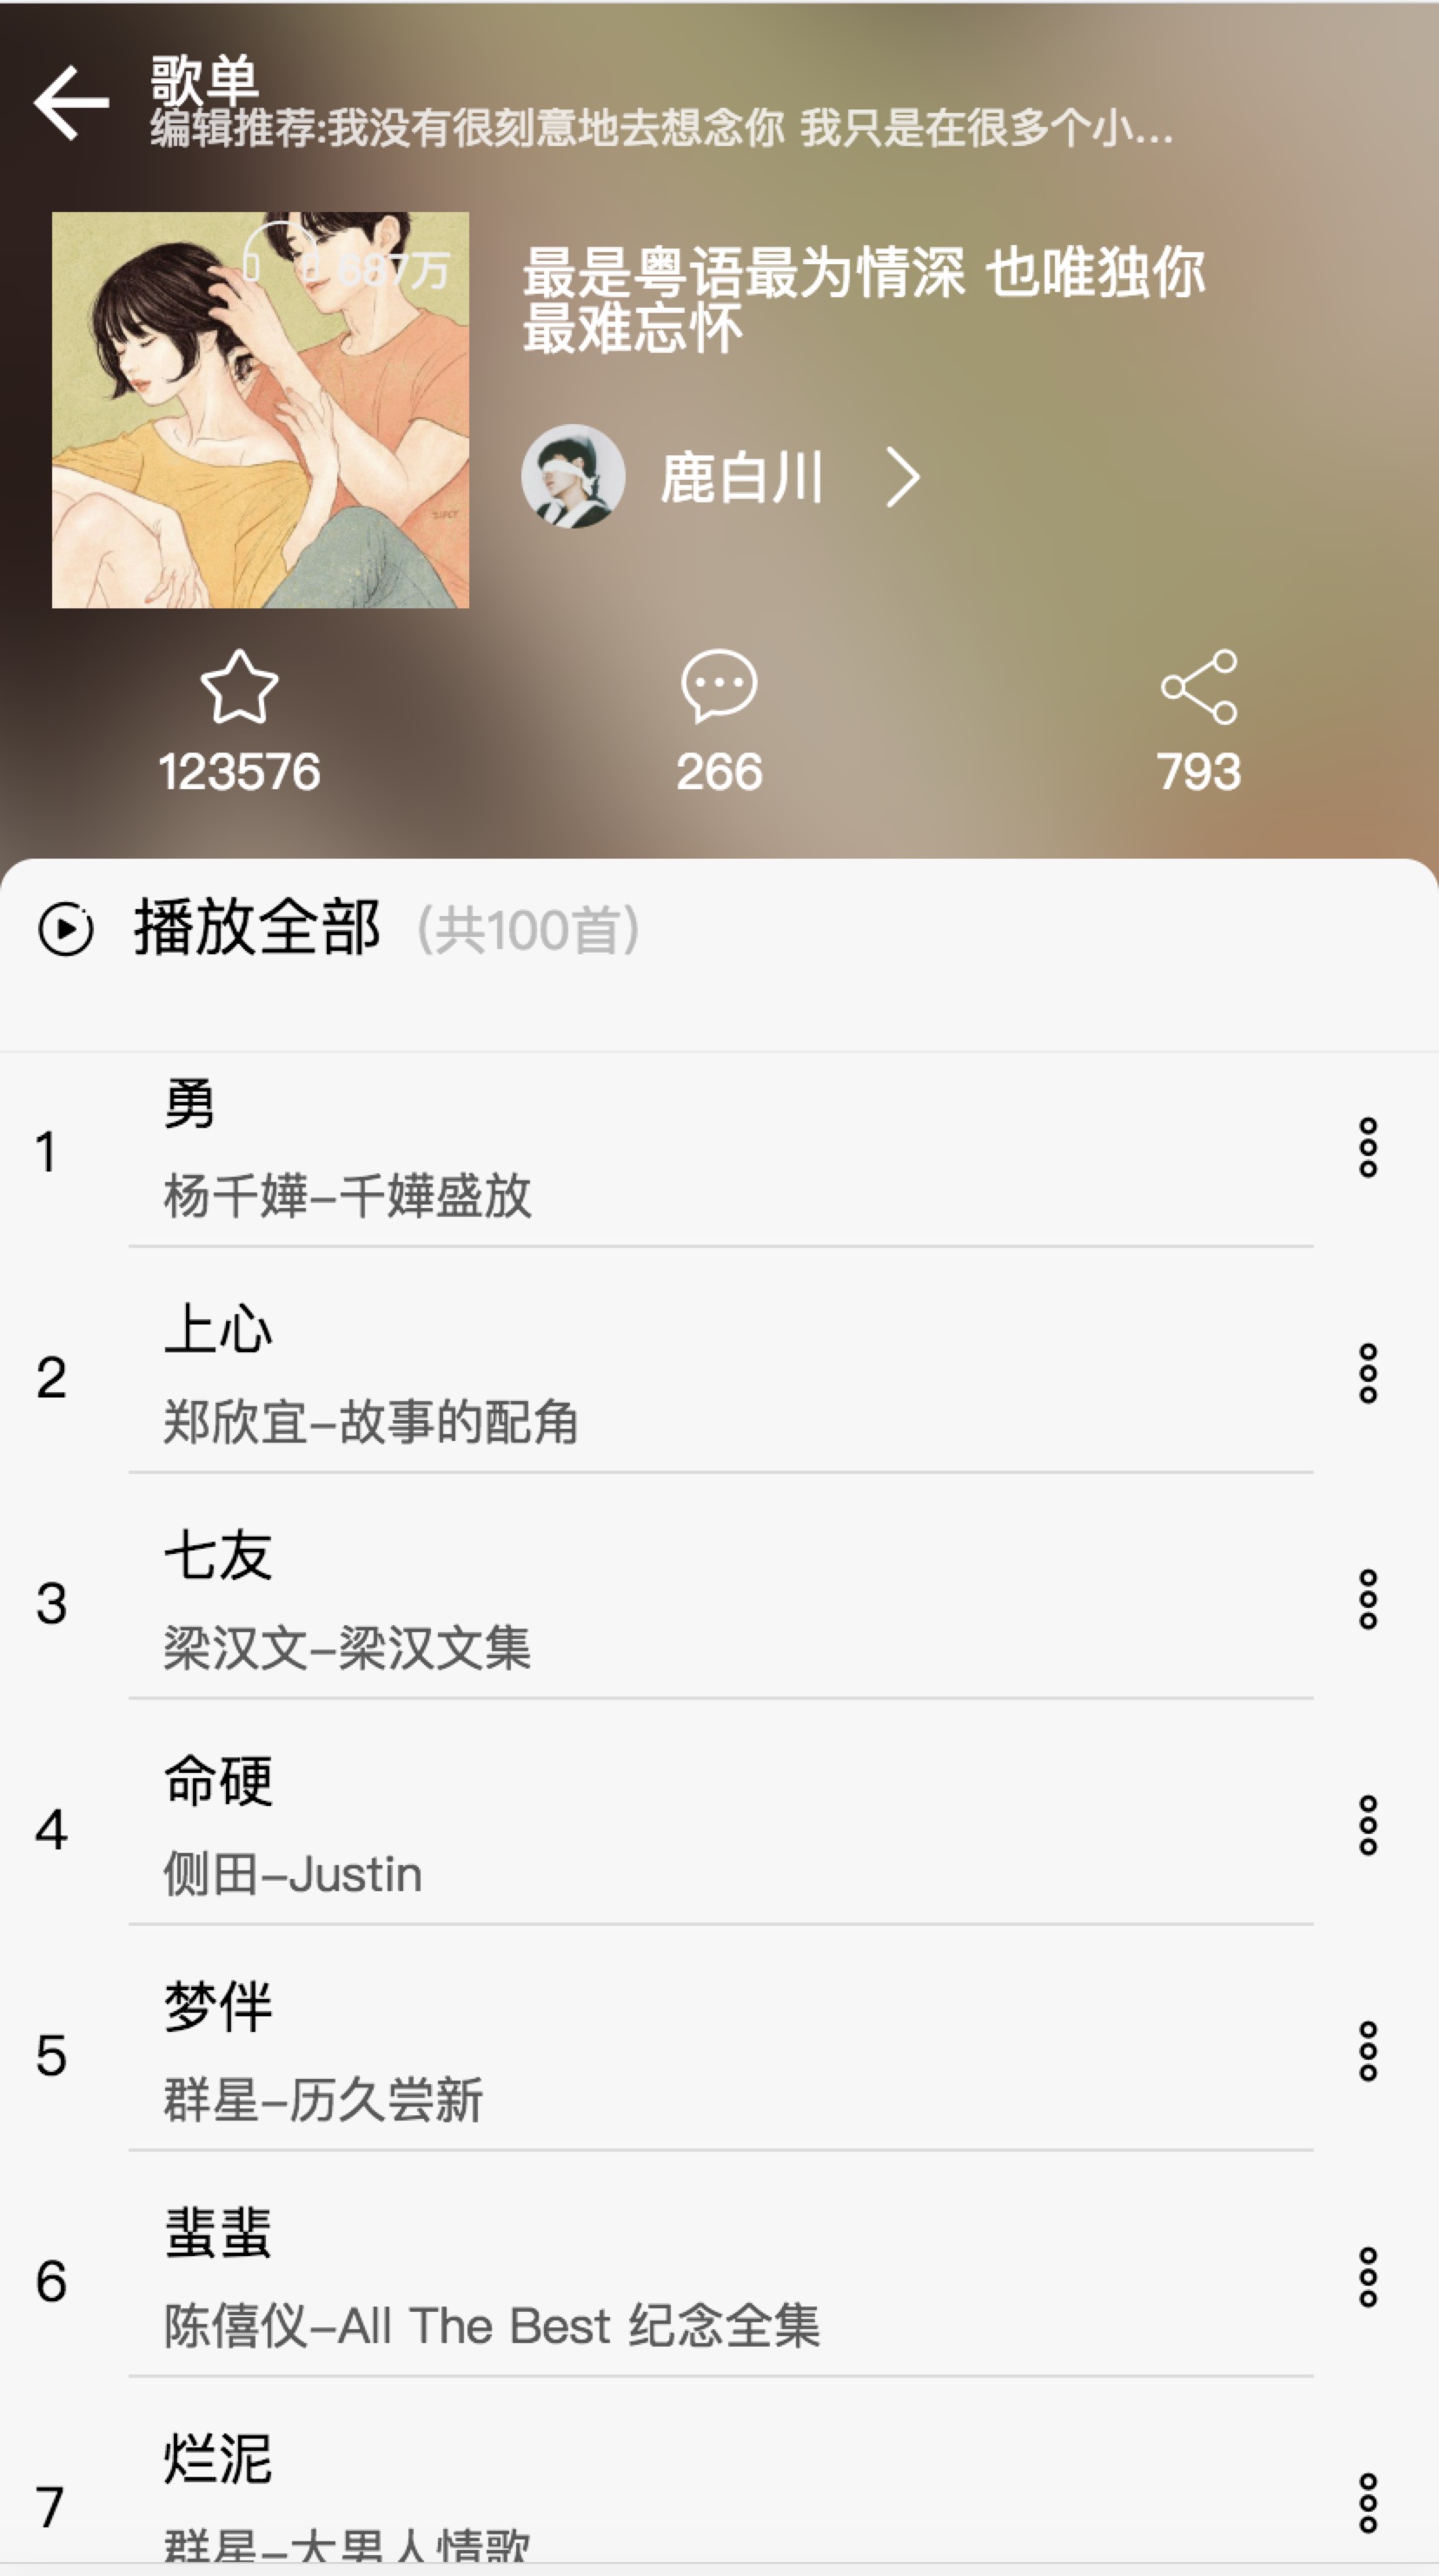 歌单
编辑推荐:我没有很刻意地去想念你 我只是在很多个小...
687万
最是粤语最为情深 也唯独你
最难忘怀
鹿白川
123576
266
793
播放全部 (共100首)
1
勇
杨千嬅-千嬅盛放
2
上心
郑欣宜-故事的配角
3
七友
梁汉文-梁汉文集
4
命硬
侧田-Justin
5
梦伴
群星-历久尝新
6
蜚蜚
陈僖仪-All The Best 纪念全集
7
烂泥
群星-大男人情歌